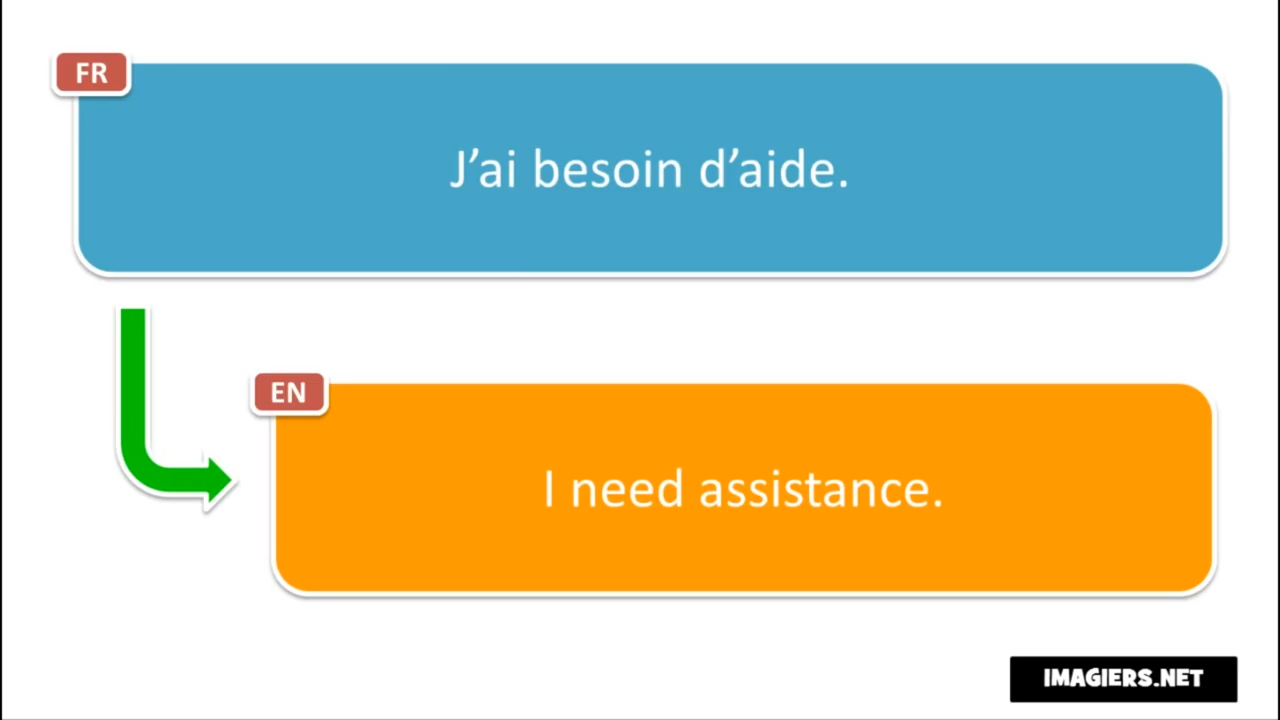 FR
J’ai besoin d’aide.
EN
I need assistance.
IMAGIERS.NET